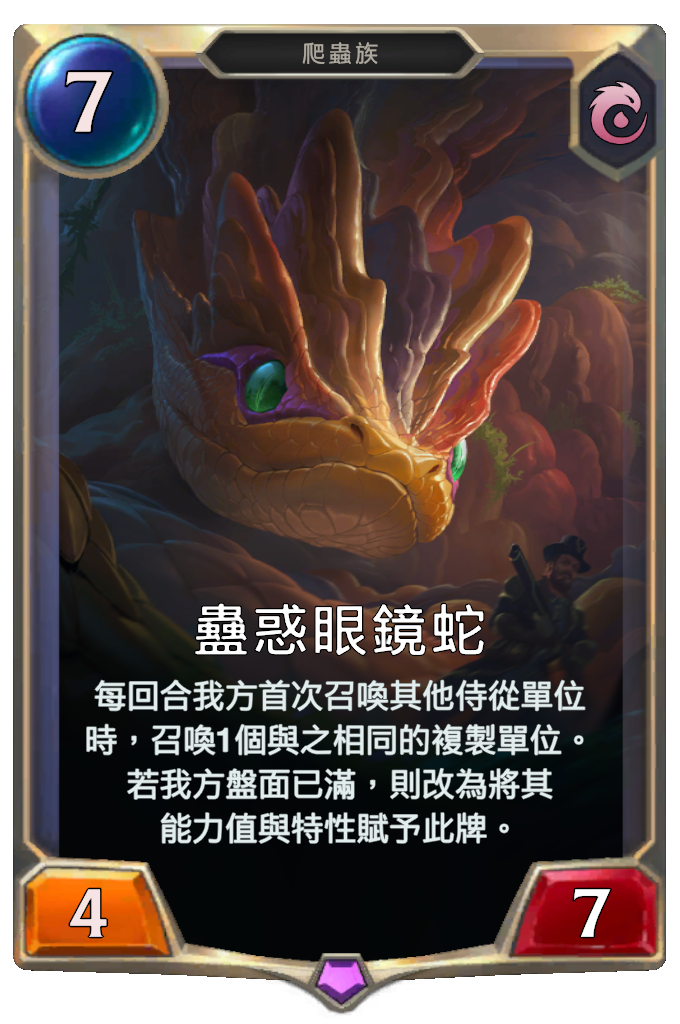 爬蟲族
7
蠱惑眼鏡蛇
每回合我方首次召喚其他侍從單位
時，召喚1個與之相同的複製單位。
若我方盤面已滿，則改為將其
能力值與特性賦予此牌。
4
7